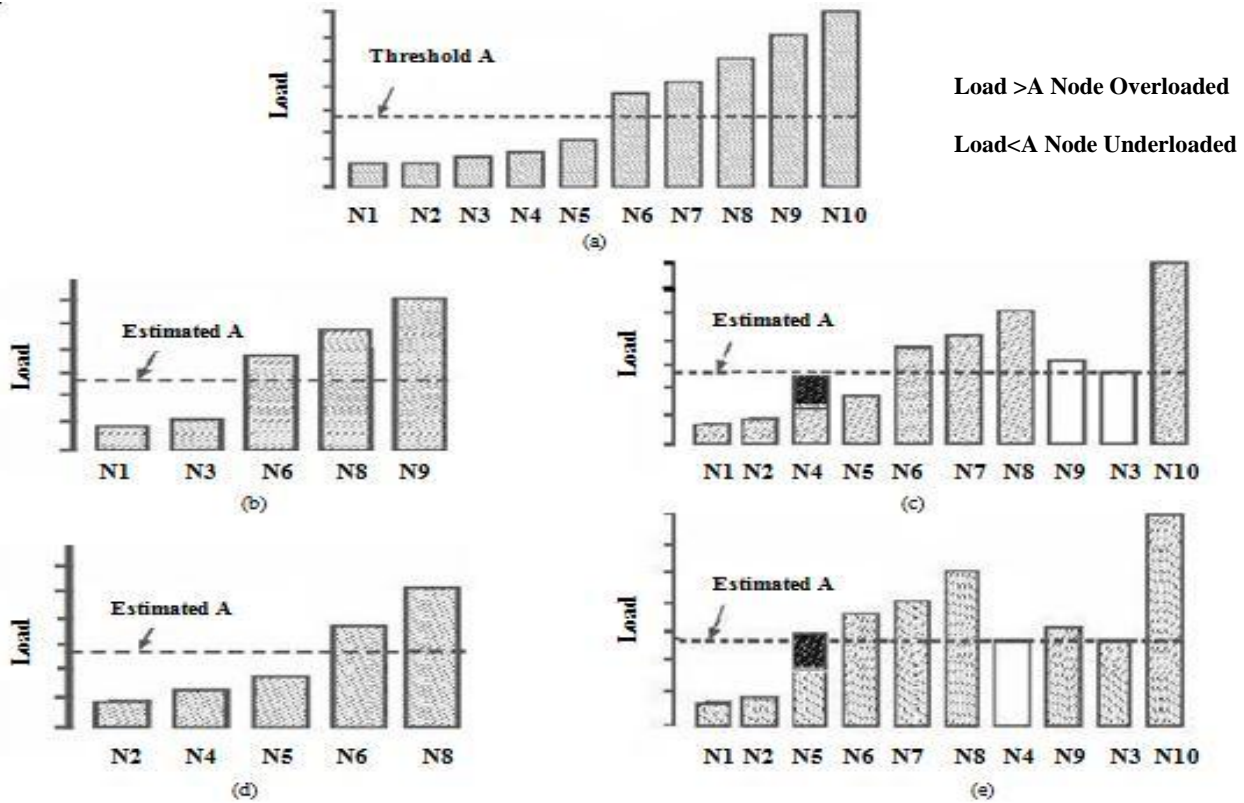 Threshold A
Load
Load >A Node Overloaded
Load<A Node Underloaded
N1 N2 N3 N4 N5 N6 N7 N8 N9 N10
(a)
Estimated A
Load
N1 N3 N6 N8 N9
(b)
Estimated A
Load
N1 N2 N4 N5 N6 N7 N8 N9 N3 N10
(c)
Estimated A
Load
N2 N4 N5 N6 N8
(d)
Estimated A
Load
N1 N2 N5 N6 N7 N8 N4 N9 N3 N10
(e)